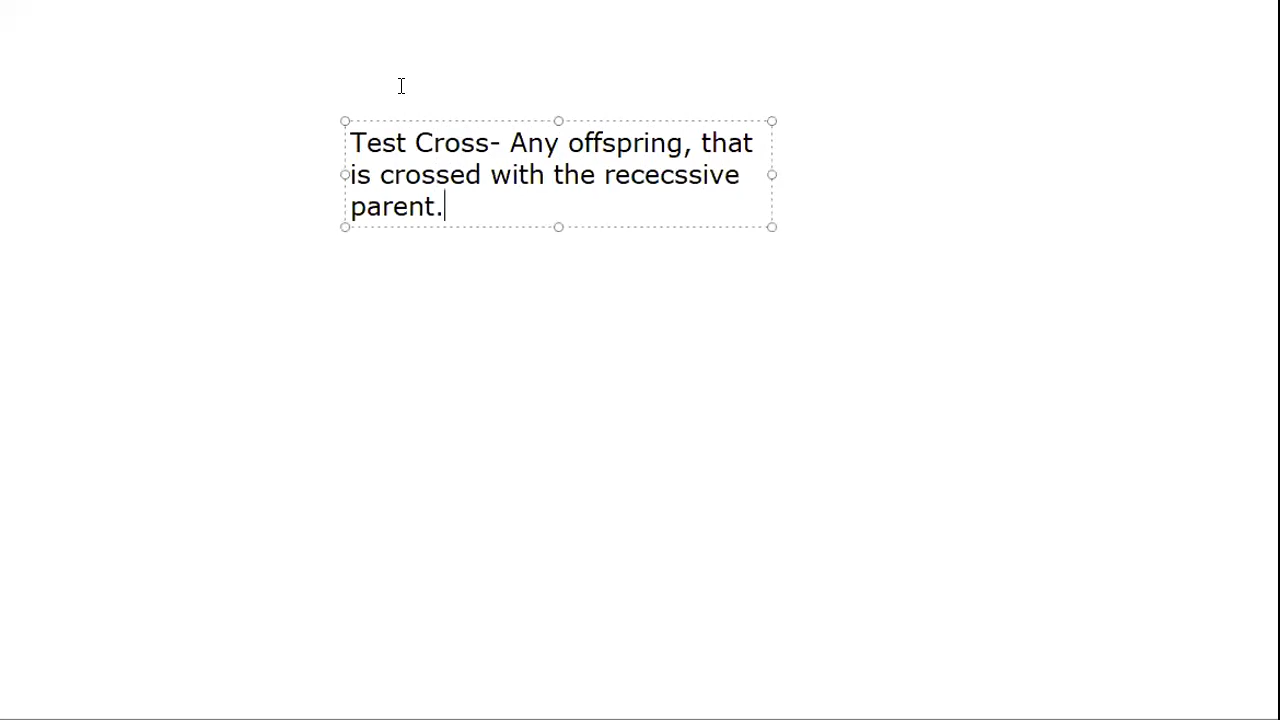 Test Cross- Any offspring, that
is crossed with the rececssive
parent.